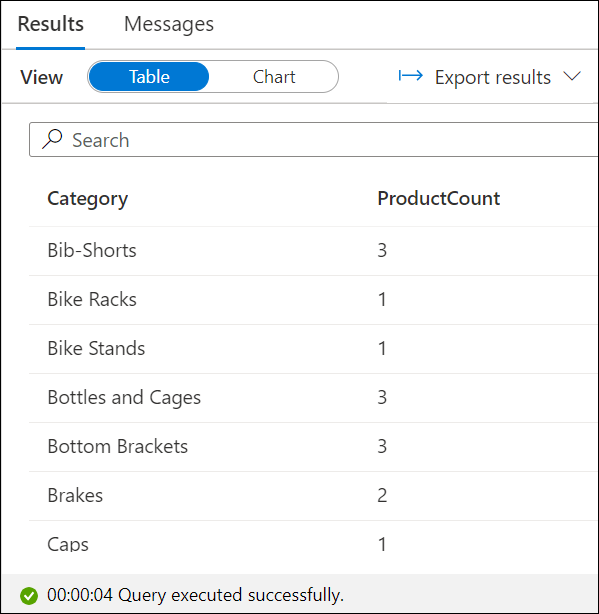 Results Messages
View Table Chart Export results
Search
Category ProductCount
Bib-Shorts 3
Bike Racks 1
Bike Stands 1
Bottles and Cages 3
Bottom Brackets 3
Brakes 2
Caps 1
00:00:04 Query executed successfully.